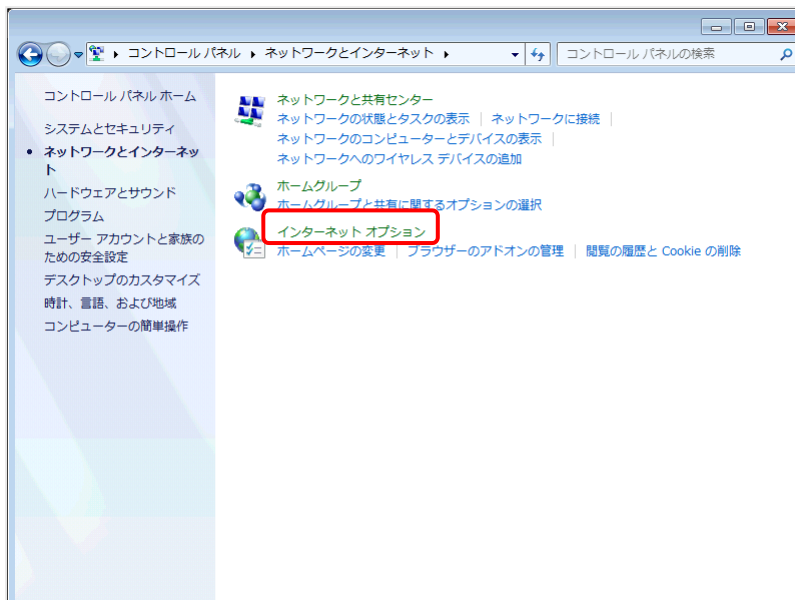 コントロール パネル ネットワークとインターネット コントロール パネルの検索
コントロール パネル ホーム
システムとセキュリティ
ネットワークとインターネッ
ト
ハードウェアとサウンド
プログラム
ユーザー アカウントと家族の
ための安全設定
デスクトップのカスタマイズ
時計、言語、および地域
コンピューターの簡単操作
ネットワークと共有センター
ネットワークの状態とタスクの表示 ネットワークに接続
ネットワークのコンピューターとデバイスの表示
ネットワークへのワイヤレス デバイスの追加
ホームグループ
ホームグループと共有に関するオプションの選択
インターネット オプション
ホームページの変更 ブラウザーのアドオンの管理 閲覧の履歴と Cookie の削除